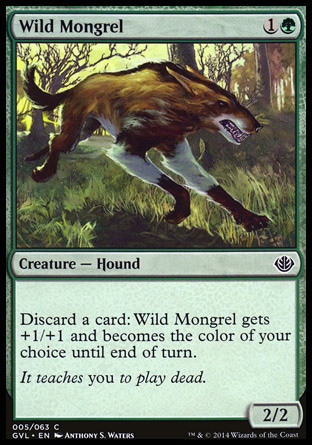 Wild Mongrel 1
Creature — Hound
Discard a card: Wild Mongrel gets
+1/+1 and becomes the color of your
choice until end of turn.
It teaches you to play dead.
2/2
005/063 C
GVL • EN Anthony S. Waters
™ & © 2014 Wizards of the Coast